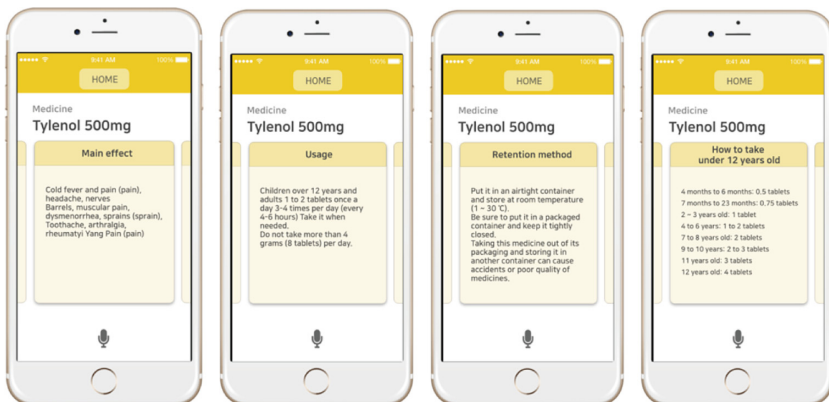 9:41 AM
100%
HOME
Medicine
Tylenol 500mg
Main effect
Cold fever and pain (pain),
headache, nerves
Barrels, muscular pain,
dysmenorrhea, sprains (sprain),
Toothache, arthralgia,
rheumatyi Yang Pain (pain)
9:41 AM
100%
HOME
Medicine
Tylenol 500mg
Usage
Children over 12 years and
adults 1 to 2 tablets once a
day 3-4 times per day (every
4-6 hours) Take it when
needed.
Do not take more than 4
grams (8 tablets) per day.
9:41 AM
100%
HOME
Medicine
Tylenol 500mg
Retention method
Put it in an airtight container
and store at room temperature
(1 ~ 30 ℃).
Be sure to put it in a packaged
container and keep it tightly
closed.
Taking this medicine out of its
packaging and storing it in
another container can cause
accidents or poor quality of
medicines.
9:41 AM
100%
HOME
Medicine
Tylenol 500mg
How to take
under 12 years old
4 months to 6 months: 0.5 tablets
7 months to 23 months: 0.75 tablets
2 ~ 3 years old: 1 tablet
4 to 6 years: 1 to 2 tablets
7 to 8 years old: 2 tablets
9 to 10 years: 2 to 3 tablets
11 years old: 3 tablets
12 years old: 4 tablets